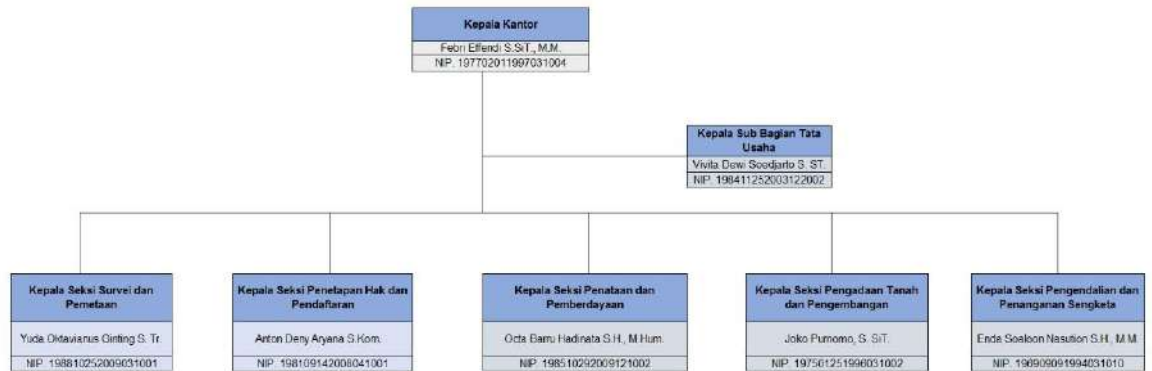 Kepala Kantor
Febri Effendi S.SiT., M.M.
NIP. 197702011997031004
Kepala Sub Bagian Tata
Usaha
Vivita Dewi Soedjarto S. ST.
NIP. 198411252003122002
Kepala Seksi Survei dan
Pemetaan
Yuda Oktavianus Ginting S. Tr.
NIP. 198810252009031001
Kepala Seksi Penetapan Hak dan
Pendaftaran
Anton Deny Aryana S.Kom.
NIP. 198109142008041001
Kepala Seksi Penataan dan
Pemberdayaan
Octa Barru Hadinata S.H., M.Hum.
NIP. 198510292009121002
Kepala Seksi Pengadaan Tanah
dan Pengembangan
Joko Purnomo, S. SiT.
NIP. 197501251996031002
Kepala Seksi Pengendalian dan
Penanganan Sengketa
Enda Soaloon Nasution S.H., M.M
NIP. 196909091994031010